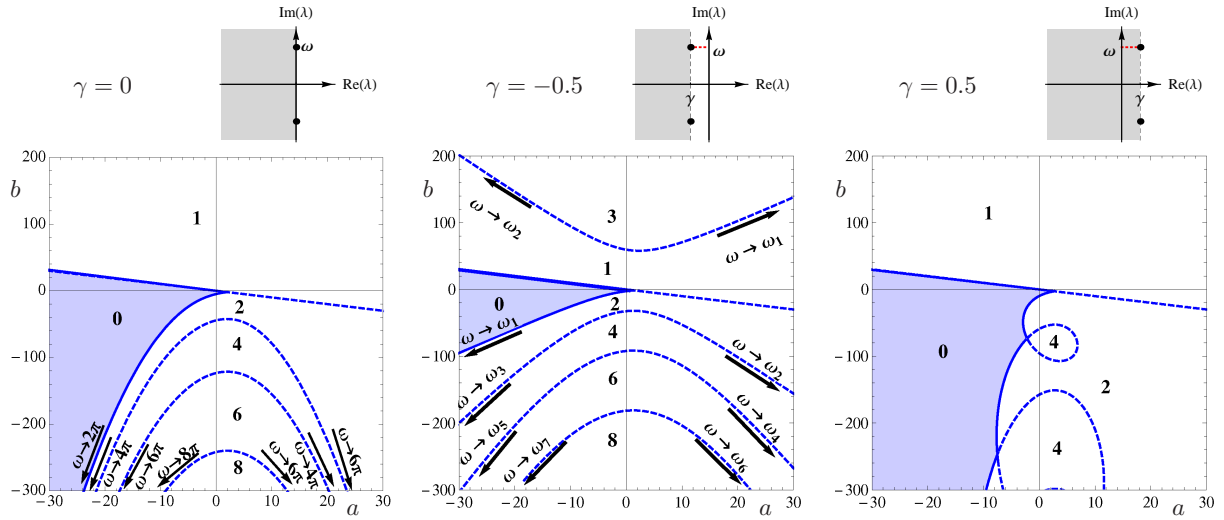 Im(λ)
ω
Re(λ)
γ = 0
Im(λ)
ω
Re(λ)
γ
γ = −0.5
Im(λ)
ω
Re(λ)
γ
γ = 0.5
200
100
0
−100
−200
−300
b
−30 −20 −10 0 10 20 30
a
1
0
2
4
6
8
ω→2π
ω→4π
ω→6π
ω→8π
ω→6π
ω→4π
ω→6π
200
100
0
−100
−200
−300
b
−30 −20 −10 0 10 20 30
a
3
1
0
2
4
6
8
ω → ω₂
ω → ω₁
ω → ω₁
ω → ω₃
ω → ω₅
ω → ω₇
ω → ω₂
ω → ω₄
ω → ω₆
200
100
0
−100
−200
−300
b
−30 −20 −10 0 10 20 30
a
1
0
4
2
4